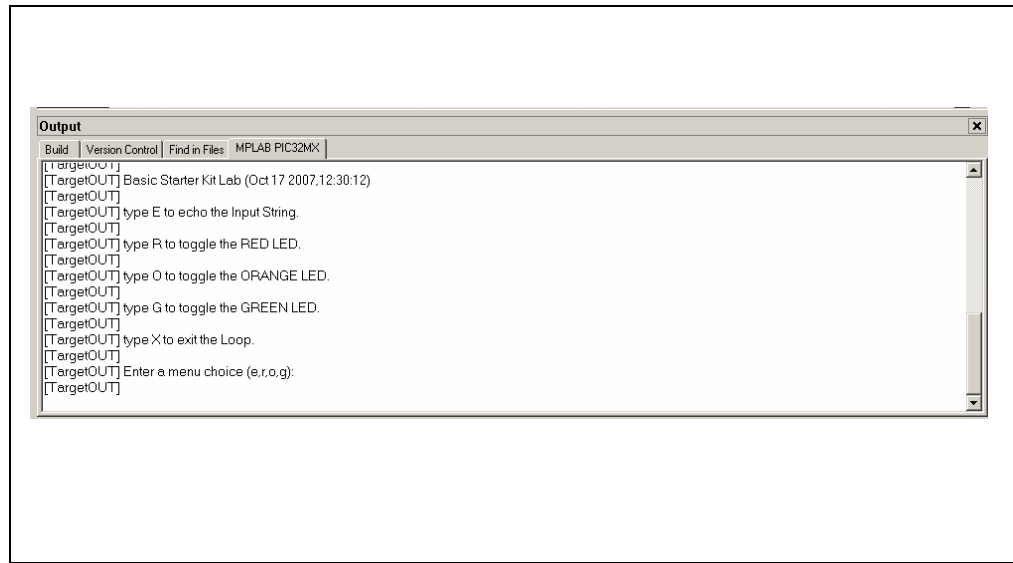 Output
Build Version Control Find in Files MPLAB PIC32MX
[TargetOUT]
[TargetOUT] Basic Starter Kit Lab (Oct 17 2007,12:30:12)
[TargetOUT]
[TargetOUT] type E to echo the Input String.
[TargetOUT]
[TargetOUT] type R to toggle the RED LED.
[TargetOUT]
[TargetOUT] type O to toggle the ORANGE LED.
[TargetOUT]
[TargetOUT] type G to toggle the GREEN LED.
[TargetOUT]
[TargetOUT] type X to exit the Loop.
[TargetOUT]
[TargetOUT] Enter a menu choice (e,r,o,g):
[TargetOUT]